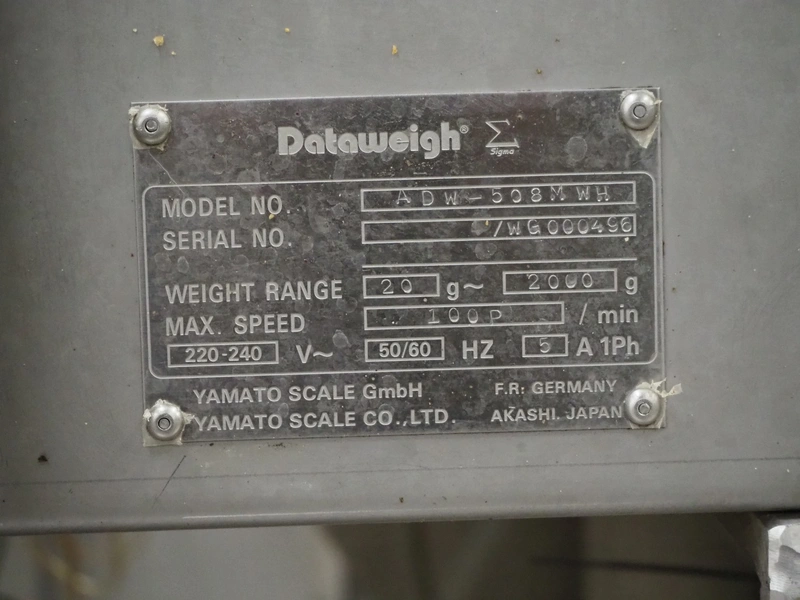 Dataweigh® Σ Sigma
MODEL NO. ADW-508MWH
SERIAL NO. /WG000496
WEIGHT RANGE 20 g~ 2000 g
MAX. SPEED 100P / min
220-240 V~ 50/60 HZ 5 A 1Ph
YAMATO SCALE GmbH F.R: GERMANY
YAMATO SCALE CO.,LTD. AKASHI. JAPAN